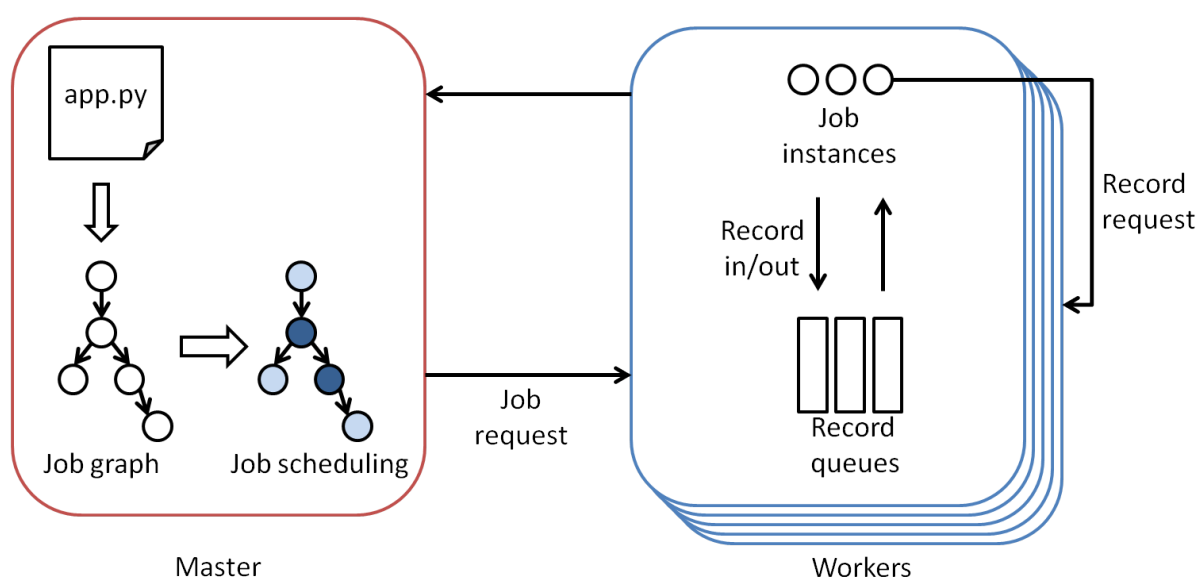 app.py
Job graph
Job scheduling
Master
Job
request
Job
instances
Record
in/out
Record
queues
Record
request
Workers